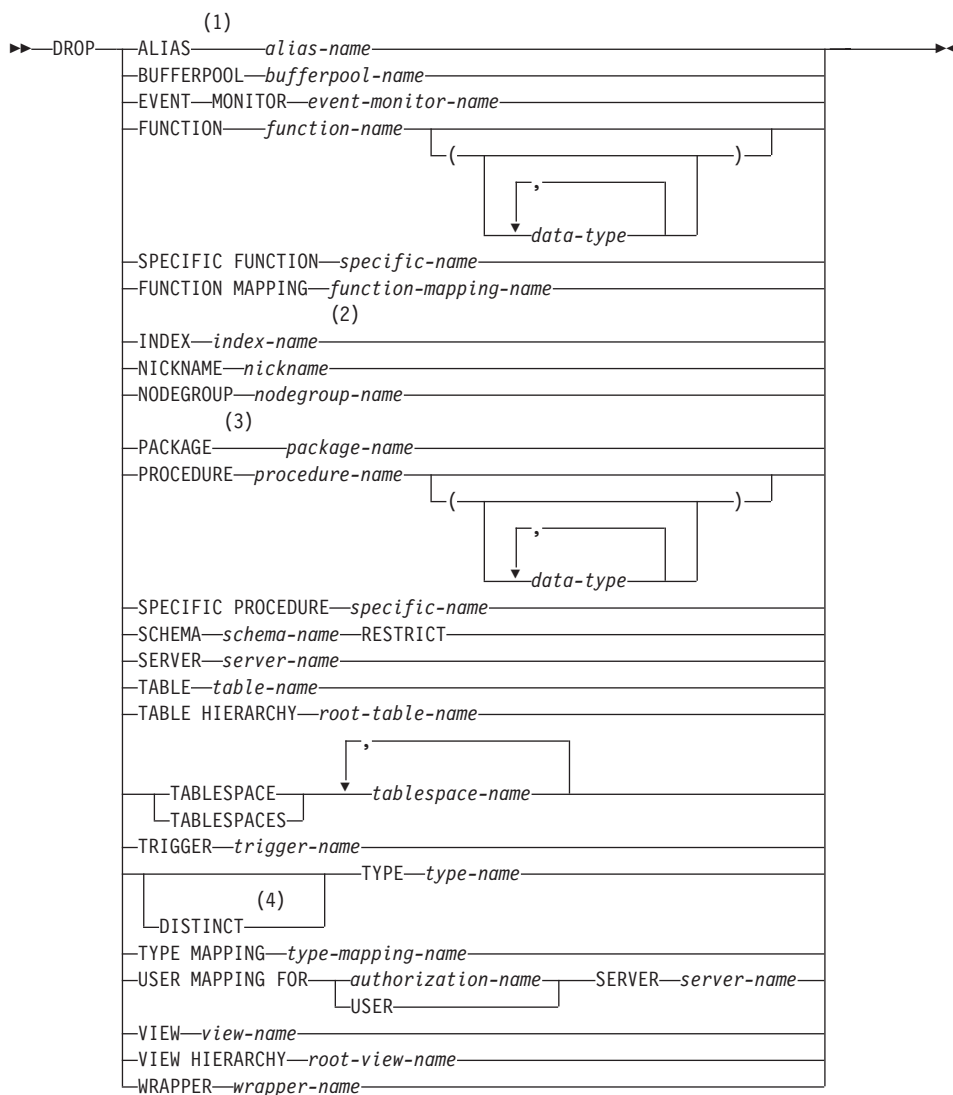 (1)
DROP ALIAS alias-name
BUFFERPOOL bufferpool-name
EVENT MONITOR event-monitor-name
FUNCTION function-name
( )
,
data-type
SPECIFIC FUNCTION specific-name
FUNCTION MAPPING function-mapping-name
(2)
INDEX index-name
NICKNAME nickname
NODEGROUP nodegroup-name
(3)
PACKAGE package-name
PROCEDURE procedure-name
( )
,
data-type
SPECIFIC PROCEDURE specific-name
SCHEMA schema-name RESTRICT
SERVER server-name
TABLE table-name
TABLE HIERARCHY root-table-name
,
TABLESPACE tablespace-name
TABLESPACES
TRIGGER trigger-name
TYPE type-name
(4)
DISTINCT
TYPE MAPPING type-mapping-name
USER MAPPING FOR authorization-name SERVER server-name
USER
VIEW view-name
VIEW HIERARCHY root-view-name
WRAPPER wrapper-name